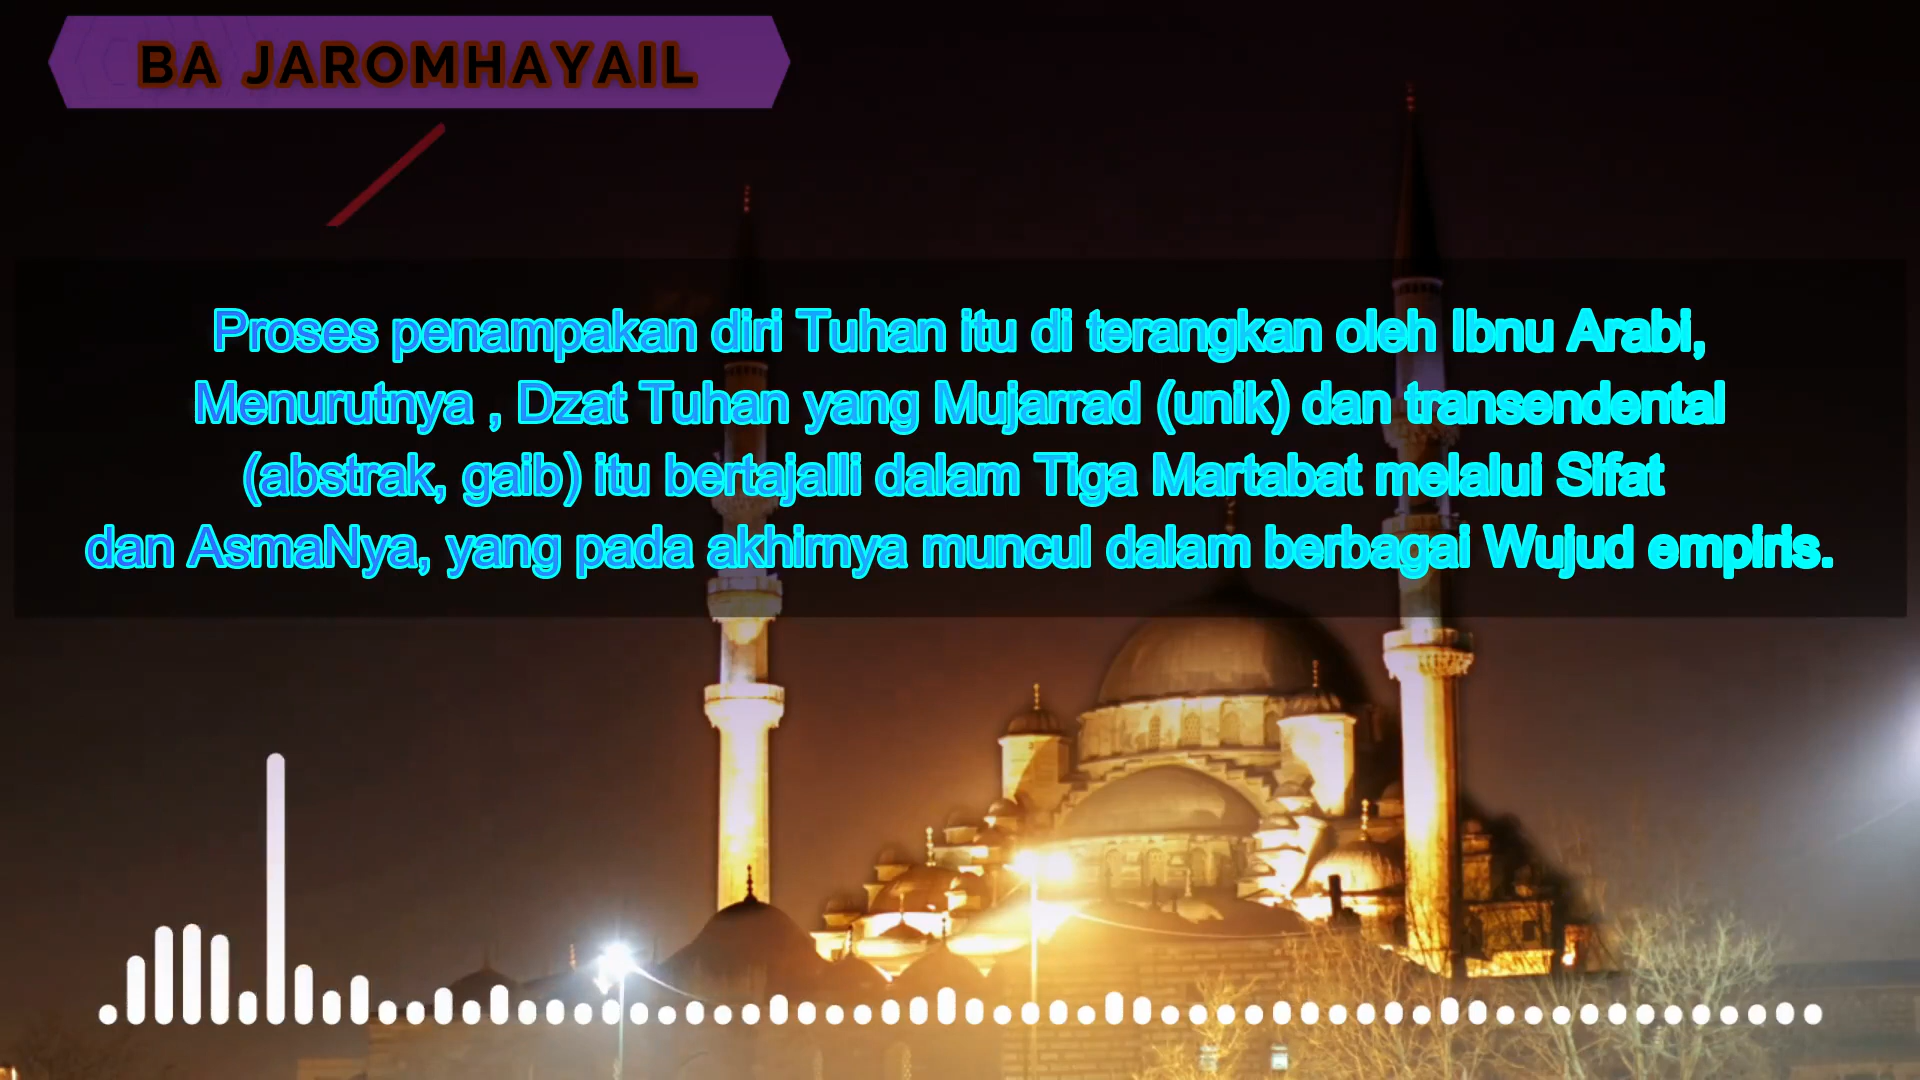 BA JAROMHAYAIL
Proses penampakan diri Tuhan itu di terangkan oleh Ibnu Arabi,
Menurutnya , Dzat Tuhan yang Mujarrad (unik) dan transendental
(abstrak, gaib) itu bertajalli dalam Tiga Martabat melalui Sifat
dan AsmaNya, yang pada akhirnya muncul dalam berbagai Wujud empiris.